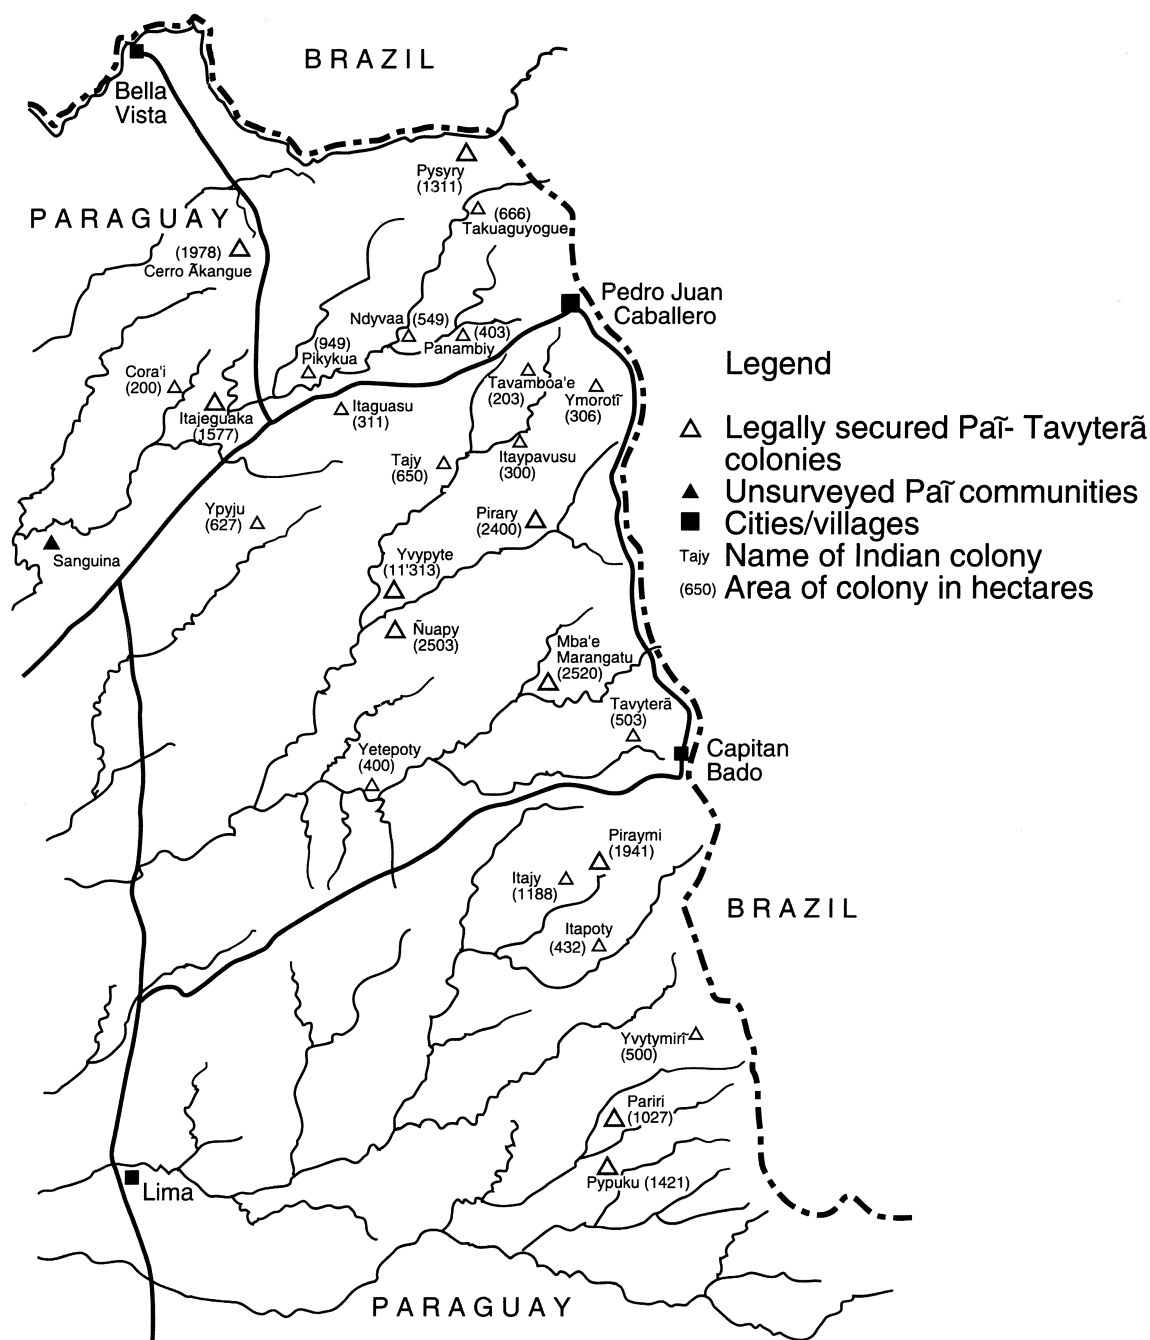 BRAZIL
Bella
Vista
Pysyry
(1311)
PARAGUAY
(666)
Takuaguyogue
(1978)
Cerro Ãkangue
Pedro Juan
Caballero
Ndyvaa (549)
(403)
Panambiy
(949)
Pikykua
Cora'i
(200)
Itajeguaka
(1577)
Itaguasu
(311)
Tavamboa'e
(203)
Ymorotĩ
(306)
Legend
Legally secured Paĩ- Tavyterã
colonies
Unsurveyed Paĩ communities
Cities/villages
Tajy Name of Indian colony
(650) Area of colony in hectares
Tajy
(650)
Itaypavusu
(300)
Ypyju
(627)
Pirary
(2400)
Sanguina
Yvypyte
(11'313)
Ñuapy
(2503)
Mba'e
Marangatu
(2520)
Tavyterã
(503)
Yetepoty
(400)
Capitan
Bado
Piraymi
(1941)
Itajy
(1188)
Itapoty
(432)
BRAZIL
Yvytymirĩ
(500)
Pariri
(1027)
Pypuku (1421)
Lima
PARAGUAY